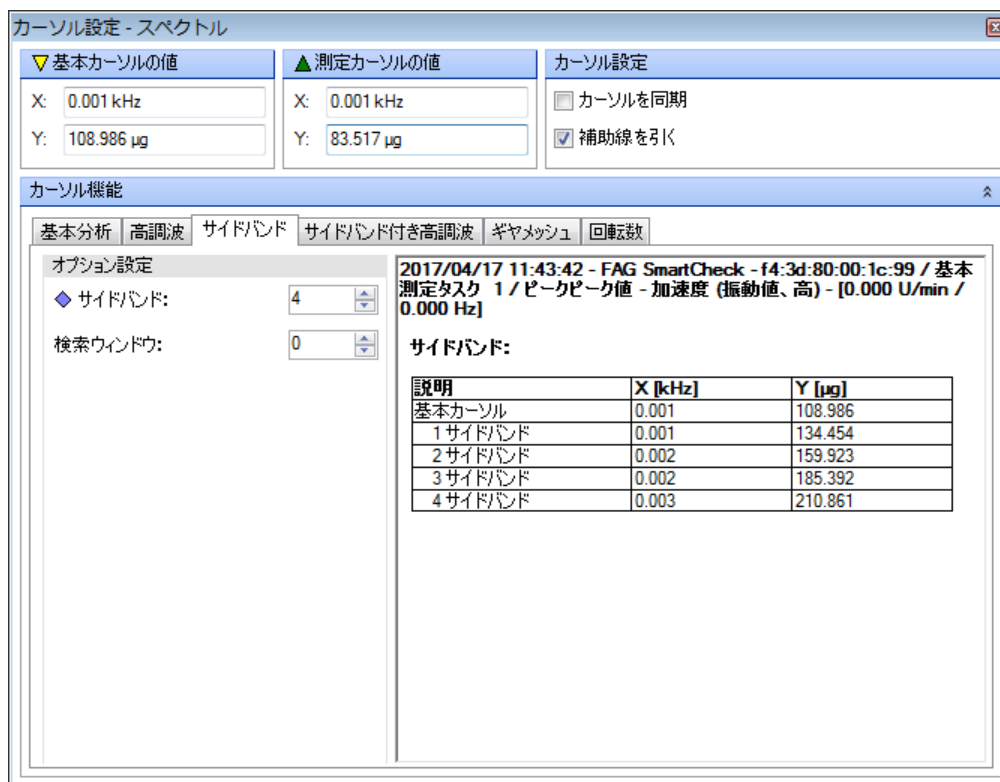 カーソル設定 - スペクトル
基本カーソルの値
X: 0.001 kHz
Y: 108.986 µg
測定カーソルの値
X: 0.001 kHz
Y: 83.517 µg
カーソル設定
カーソルを同期
補助線を引く
カーソル機能
基本分析 高調波 サイドバンド サイドバンド付き高調波 ギヤメッシュ 回転数
オプション設定
サイドバンド: 4
検索ウィンドウ: 0
2017/04/17 11:43:42 - FAG SmartCheck - f4:3d:80:00:1c:99 / 基本
測定タスク 1 / ピークピーク値 - 加速度 (振動値、高) - [0.000 U/min /
0.000 Hz]
サイドバンド:
説明 X [kHz] Y [µg]
基本カーソル 0.001 108.986
1 サイドバンド 0.001 134.454
2 サイドバンド 0.002 159.923
3 サイドバンド 0.002 185.392
4 サイドバンド 0.003 210.861